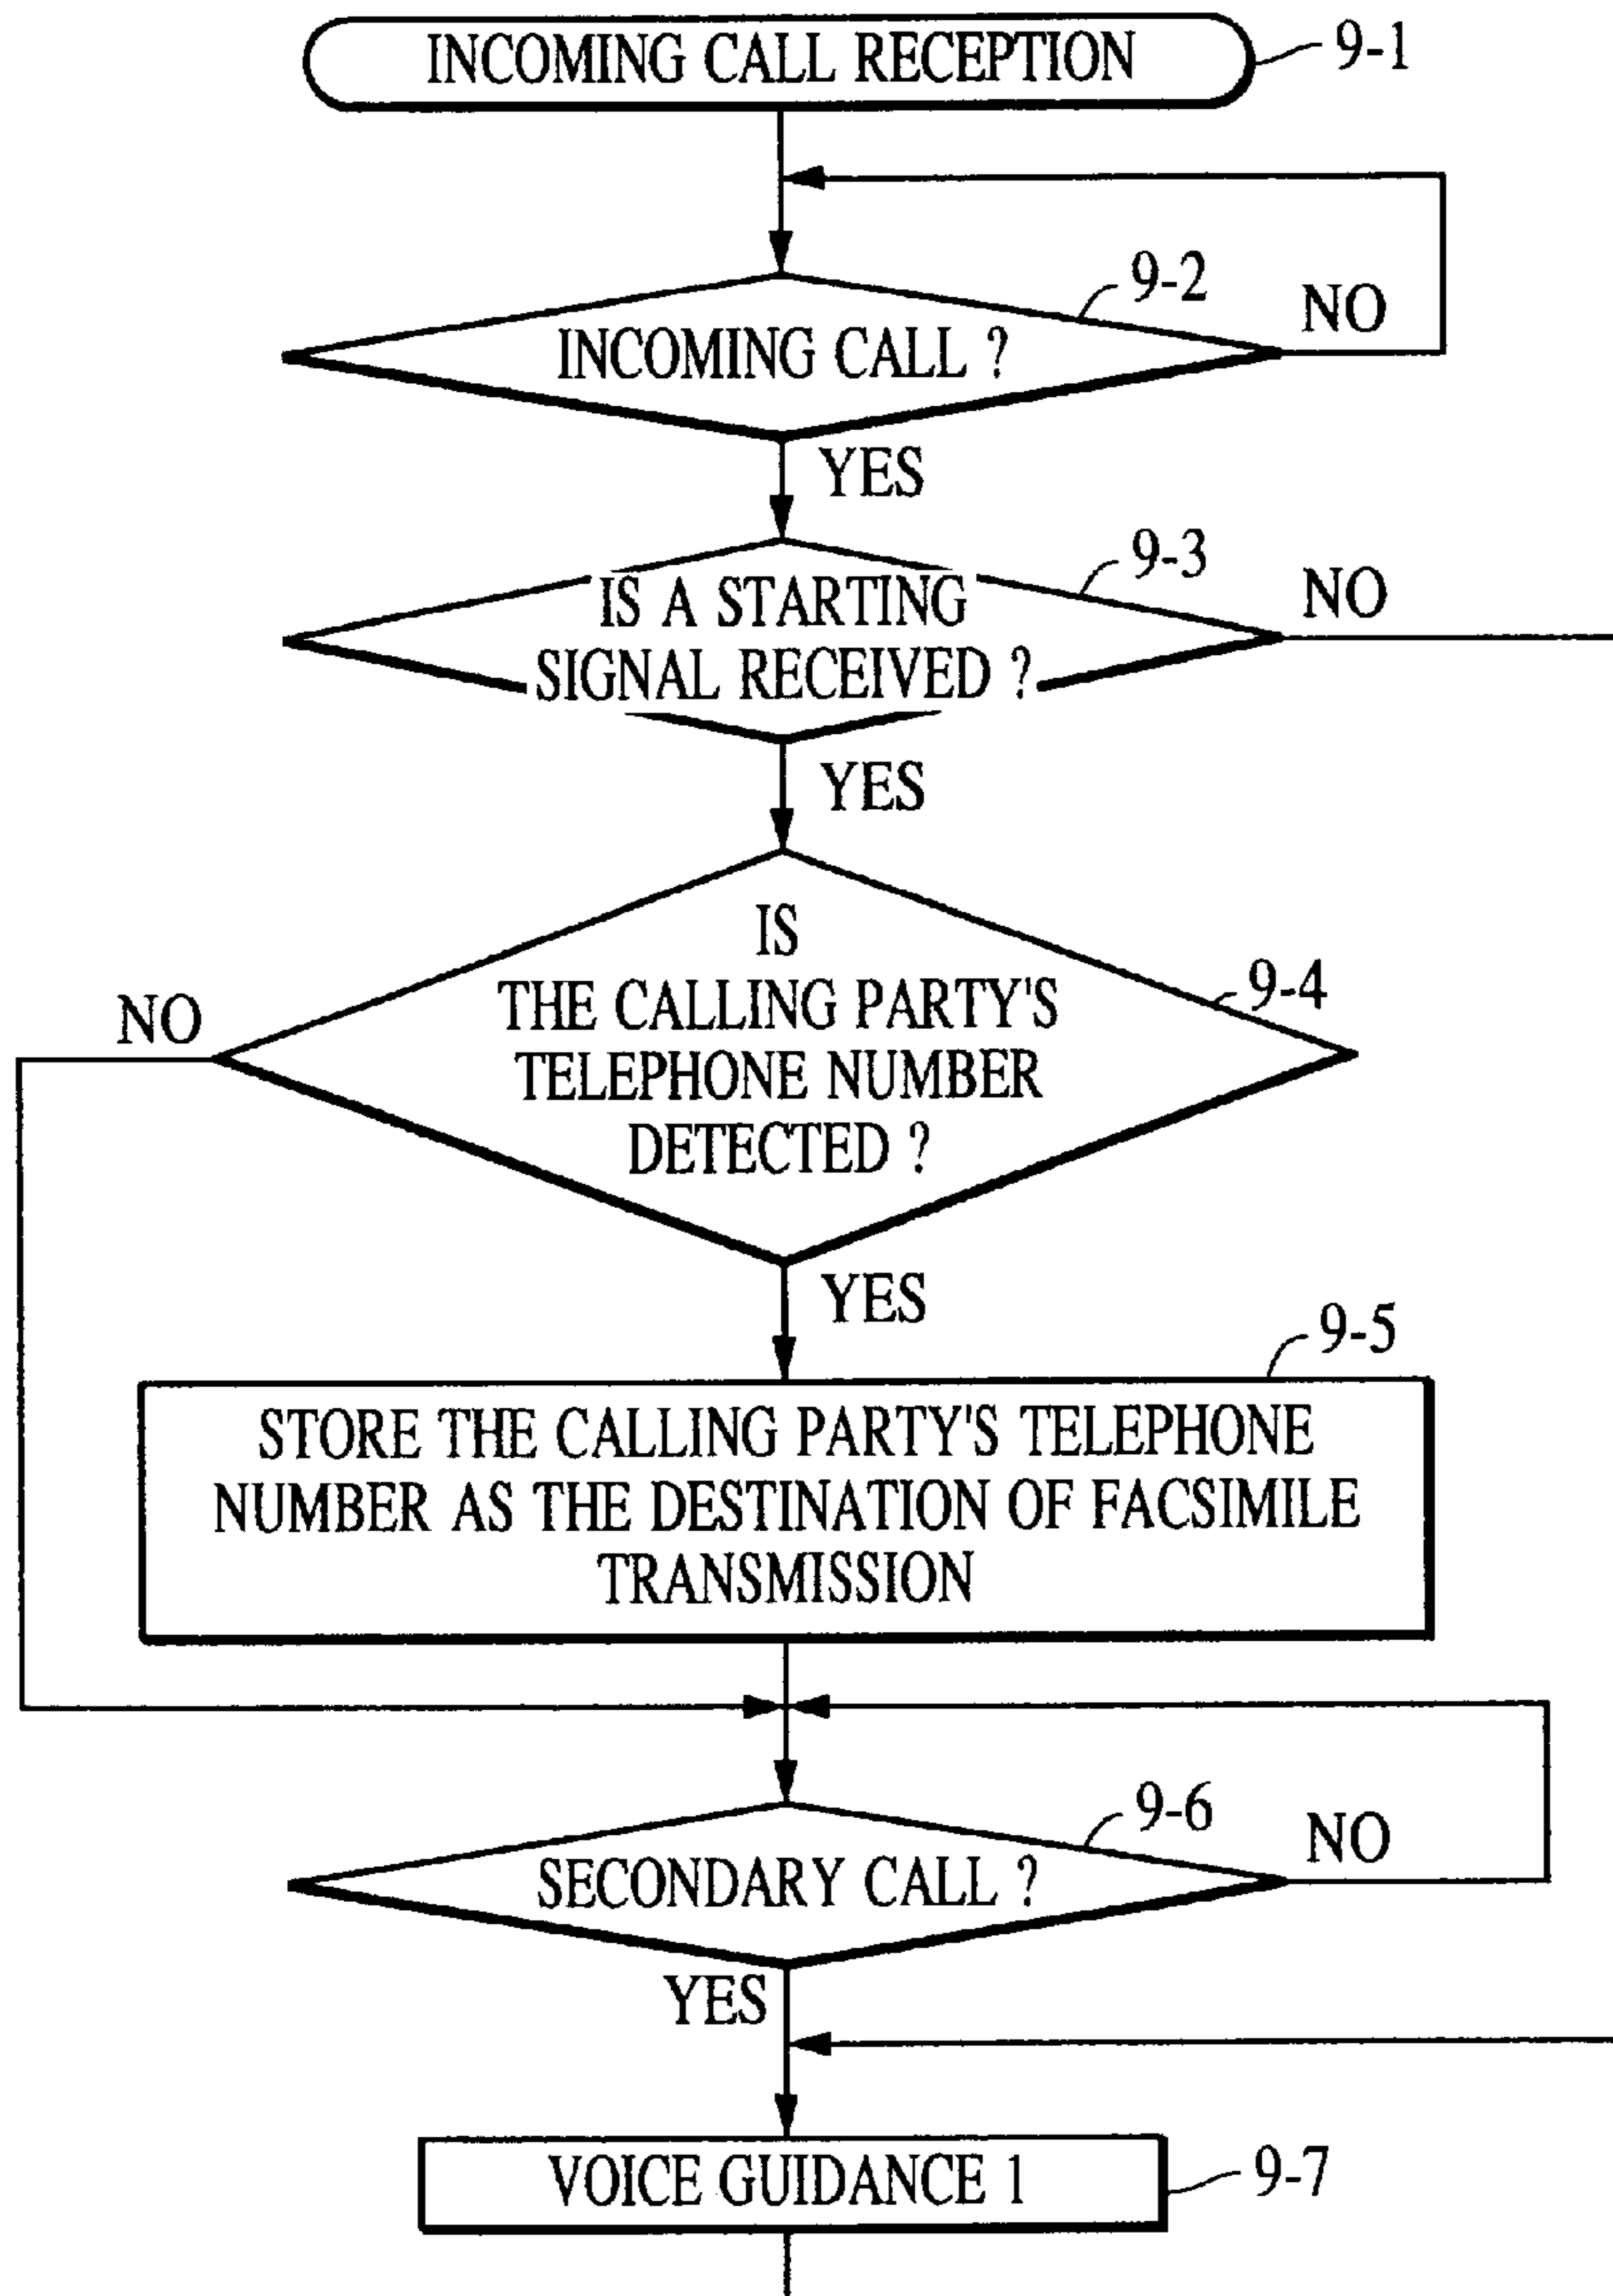 INCOMING CALL RECEPTION
9-1
9-2
INCOMING CALL ?
NO
YES
9-3
IS A STARTING
SIGNAL RECEIVED ?
NO
YES
IS
THE CALLING PARTY'S
TELEPHONE NUMBER
DETECTED ?
9-4
NO
YES
9-5
STORE THE CALLING PARTY'S TELEPHONE
NUMBER AS THE DESTINATION OF FACSIMILE
TRANSMISSION
9-6
SECONDARY CALL ?
NO
YES
VOICE GUIDANCE 1
9-7